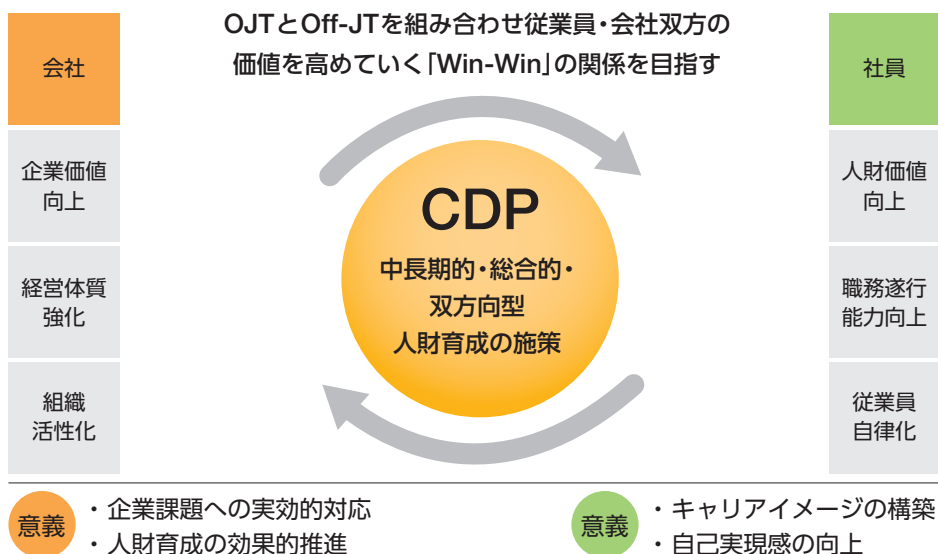 OJTとOff-JTを組み合わせ従業員・会社双方の
価値を高めていく「Win-Win」の関係を目指す
会社
企業価値
向上
経営体質
強化
組織
活性化
CDP
中長期的・総合的・
双方向型
人財育成の施策
社員
人財価値
向上
職務遂行
能力向上
従業員
自律化
意義
・企業課題への実効的対応
・人財育成の効果的推進
意義
・キャリアイメージの構築
・自己実現感の向上